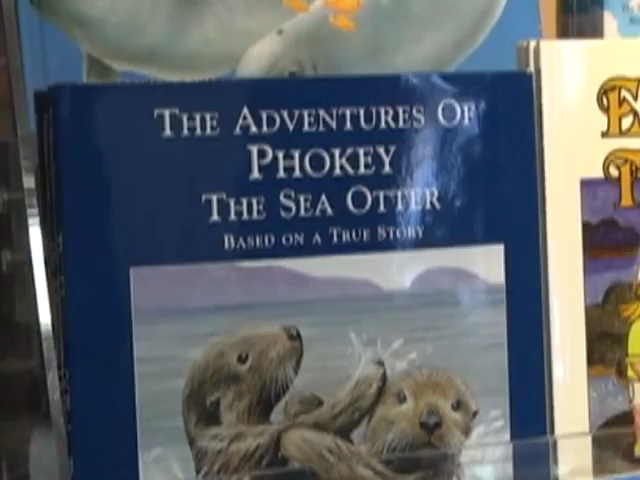 The Adventures Of
Phokey
The Sea Otter
Based on a True Story